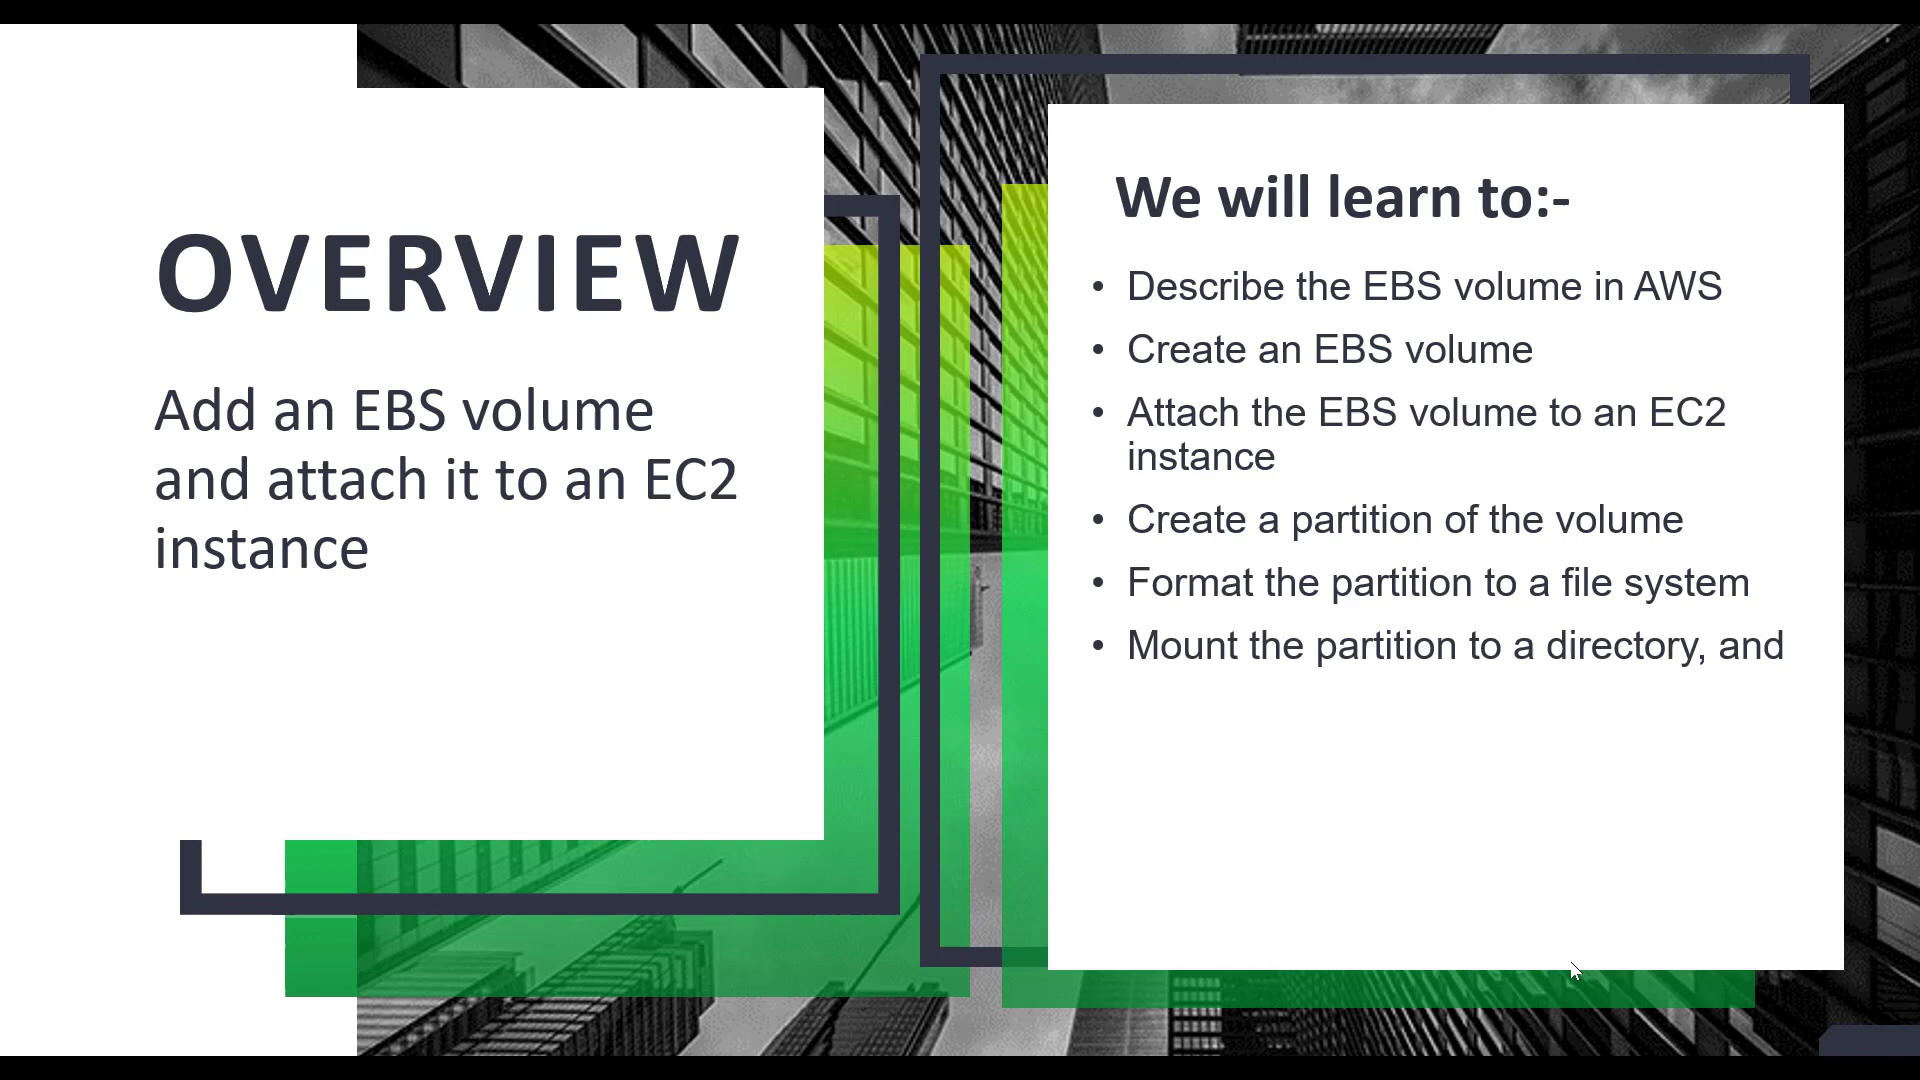 OVERVIEW
Add an EBS volume
and attach it to an EC2
instance
We will learn to:-
• Describe the EBS volume in AWS
• Create an EBS volume
• Attach the EBS volume to an EC2
instance
• Create a partition of the volume
• Format the partition to a file system
• Mount the partition to a directory, and